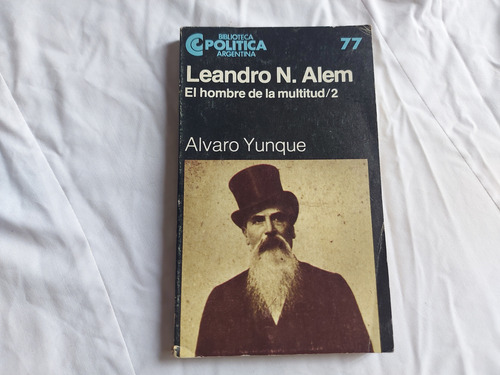 BIBLIOTECA
POLITICA
ARGENTINA
77
Leandro N. Alem
El hombre de la multitud/2
Alvaro Yunque